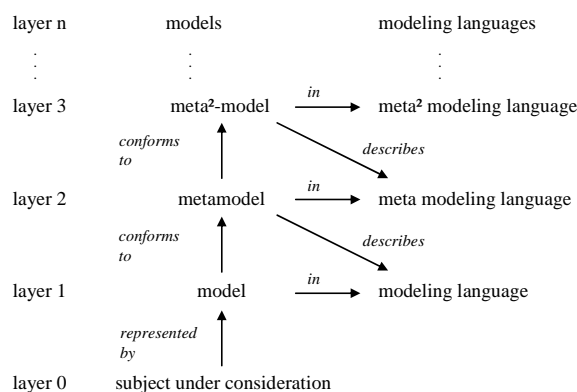 layer n models modeling languages
. . .
. . .
. . .
layer 3 meta²-model in meta² modeling language
conforms
to
describes
layer 2 metamodel in meta modeling language
conforms
to
describes
layer 1 model in modeling language
represented
by
layer 0 subject under consideration